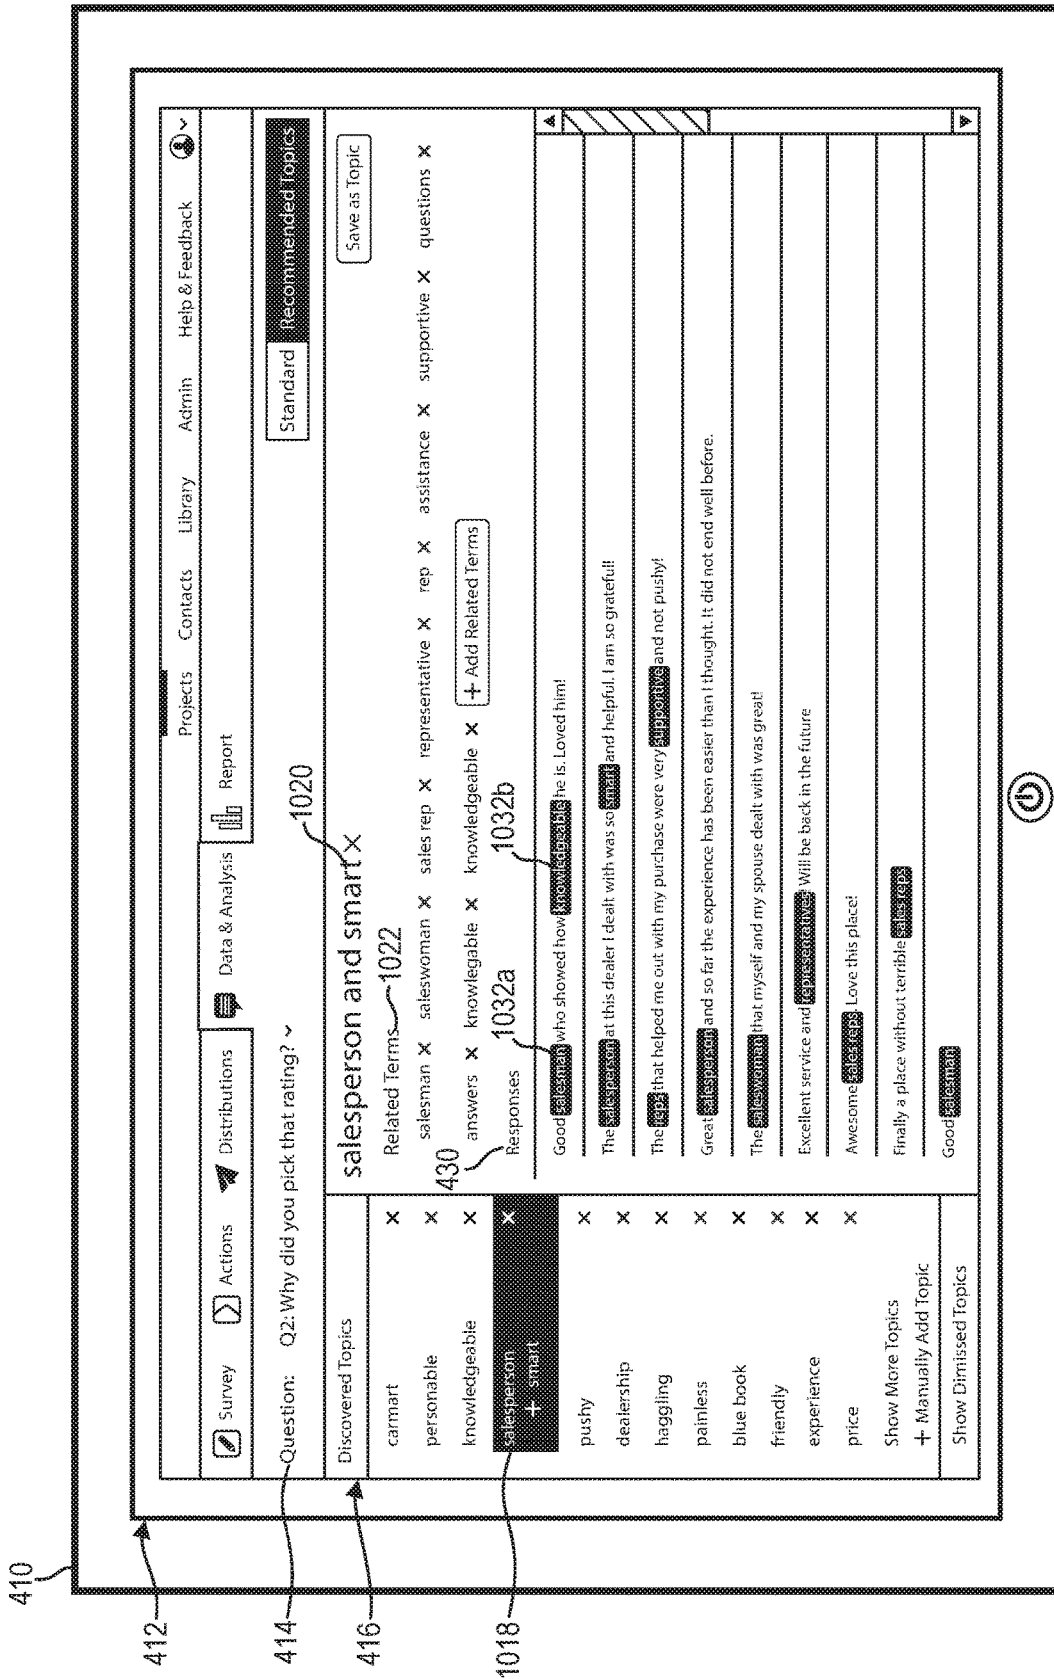 410
412
Projects Contacts Library Admin Help & Feedback
Survey Actions Distributions Data & Analysis Report
414
Question: Q2: Why did you pick that rating?
Standard Recommended Topics
416
Discovered Topics
carmart ×
personable ×
knowledgeable ×
1018
salesperson ×
+ smart
pushy ×
dealership ×
haggling ×
painless ×
blue book ×
friendly ×
experience ×
price ×
Show More Topics
+ Manually Add Topic
Show Dimissed Topics
salesperson and smart ×
1020
Save as Topic
Related Terms
1022
salesman × saleswoman × sales rep × representative × rep × assistance × supportive × questions ×
answers × knowlegable × knowledgeable × + Add Related Terms
430
1032a
1032b
Responses
Good salesman who showed how knowledgeable he is. Loved him!
The salesperson at this dealer I dealt with was so smart and helpful. I am so grateful!
The reps that helped me out with my purchase were very supportive and not pushy!
Great salesperson and so far the experience has been easier than I thought. It did not end well before.
The saleswoman that myself and my spouse dealt with was great!
Excellent service and representatives! Will be back in the future
Awesome sales reps. Love this place!
Finally a place without terrible sales reps
Good salesman